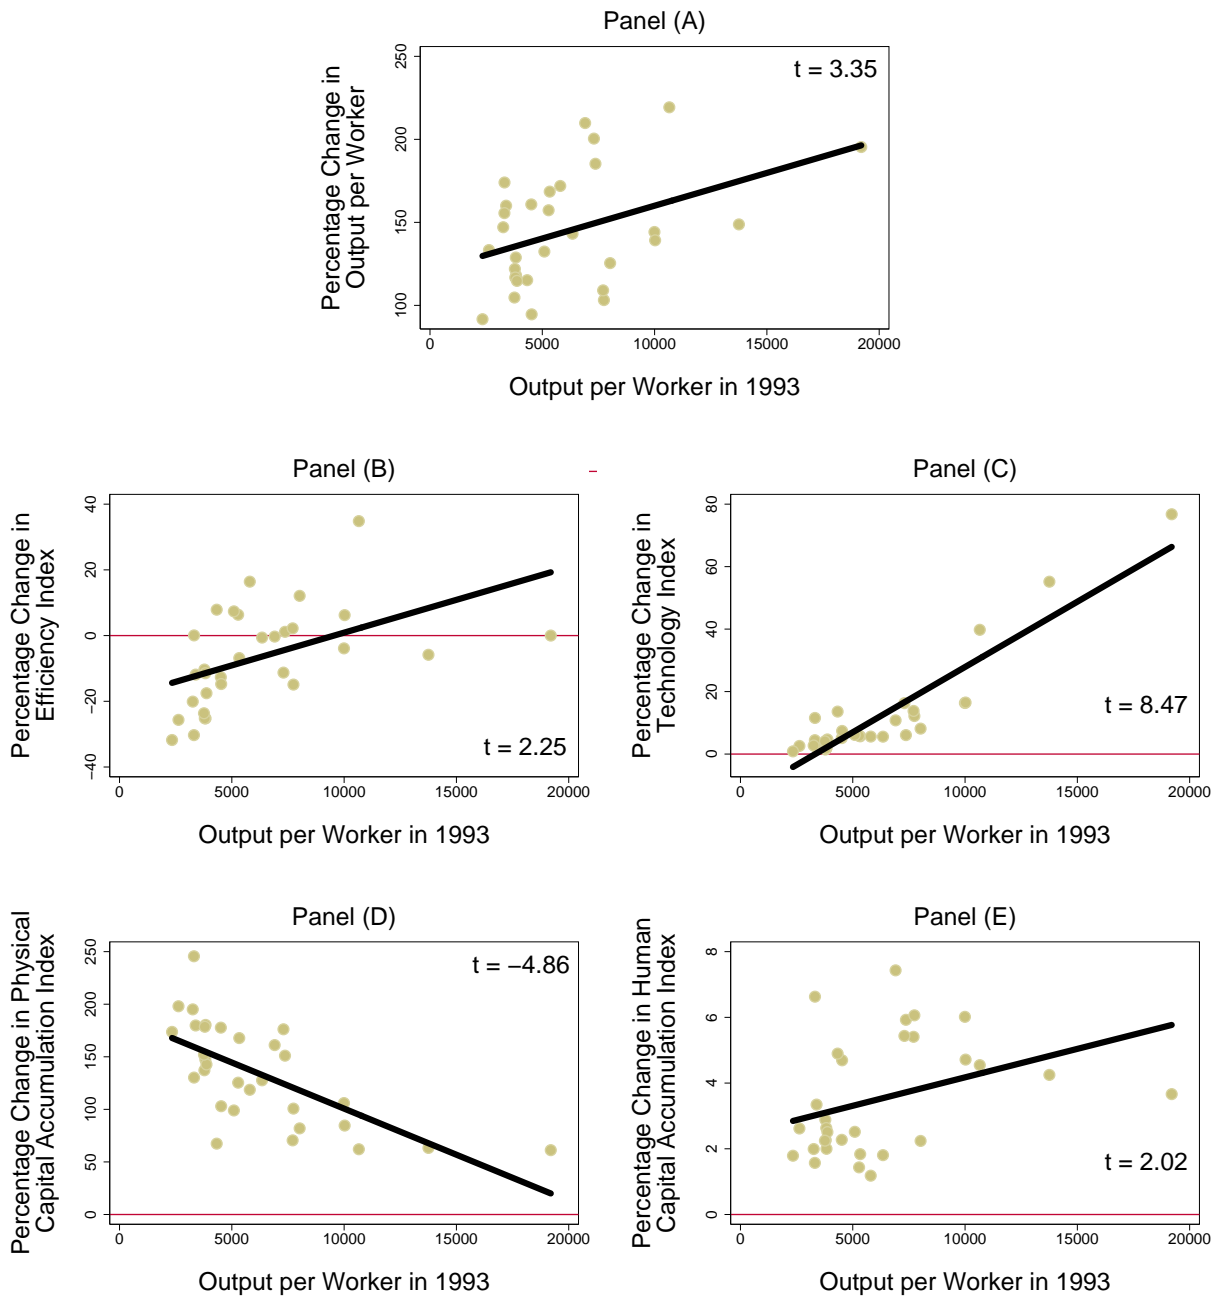 Panel (A)
Percentage Change in
Output per Worker
250
200
150
100
t = 3.35
0 5000 10000 15000 20000
Output per Worker in 1993
Panel (B)
Percentage Change in
Efficiency Index
40
20
0
−20
−40
t = 2.25
0 5000 10000 15000 20000
Output per Worker in 1993
Panel (C)
Percentage Change in
Technology Index
80
60
40
20
0
t = 8.47
0 5000 10000 15000 20000
Output per Worker in 1993
Panel (D)
Percentage Change in Physical
Capital Accumulation Index
250
200
150
100
50
0
t = −4.86
0 5000 10000 15000 20000
Output per Worker in 1993
Panel (E)
Percentage Change in Human
Capital Accumulation Index
8
6
4
2
0
t = 2.02
0 5000 10000 15000 20000
Output per Worker in 1993